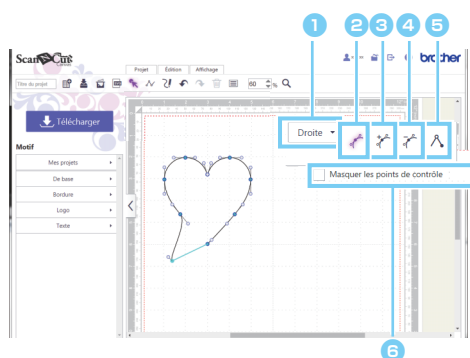 1 2 3 4 5
ScanNCut
brother
Projet Édition Affichage
Titre du projet
60 %
Télécharger
Motif
Mes projets
De base
Bordure
Logo
Texte
Droite
Masquer les points de contrôle
6